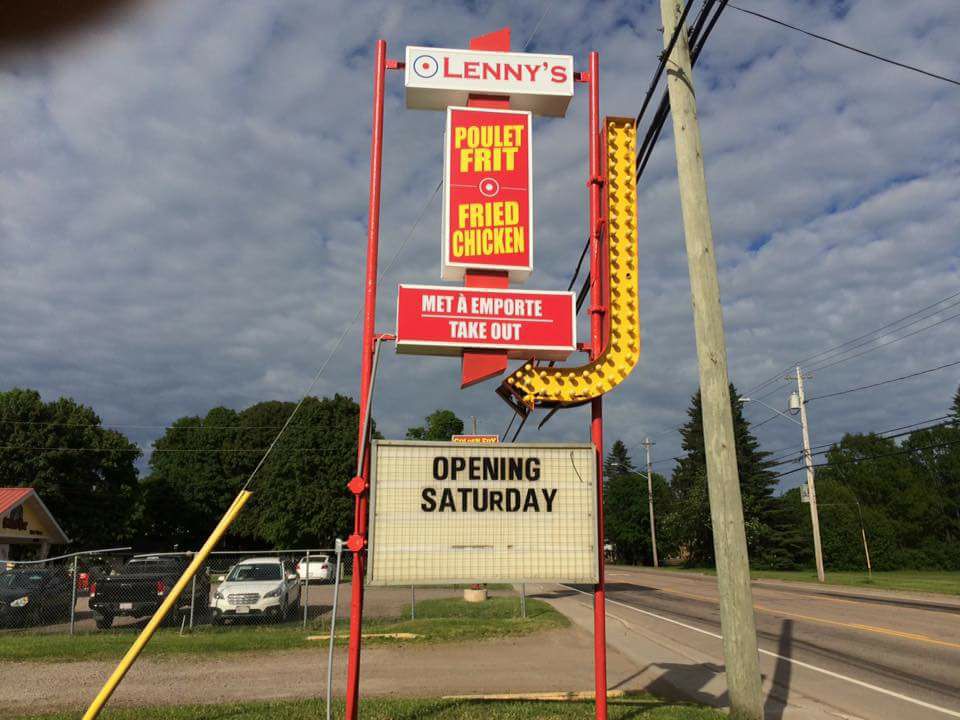 LENNY'S
POULET
FRIT
FRIED
CHICKEN
MET À EMPORTE
TAKE OUT
OPENING
SATURDAY